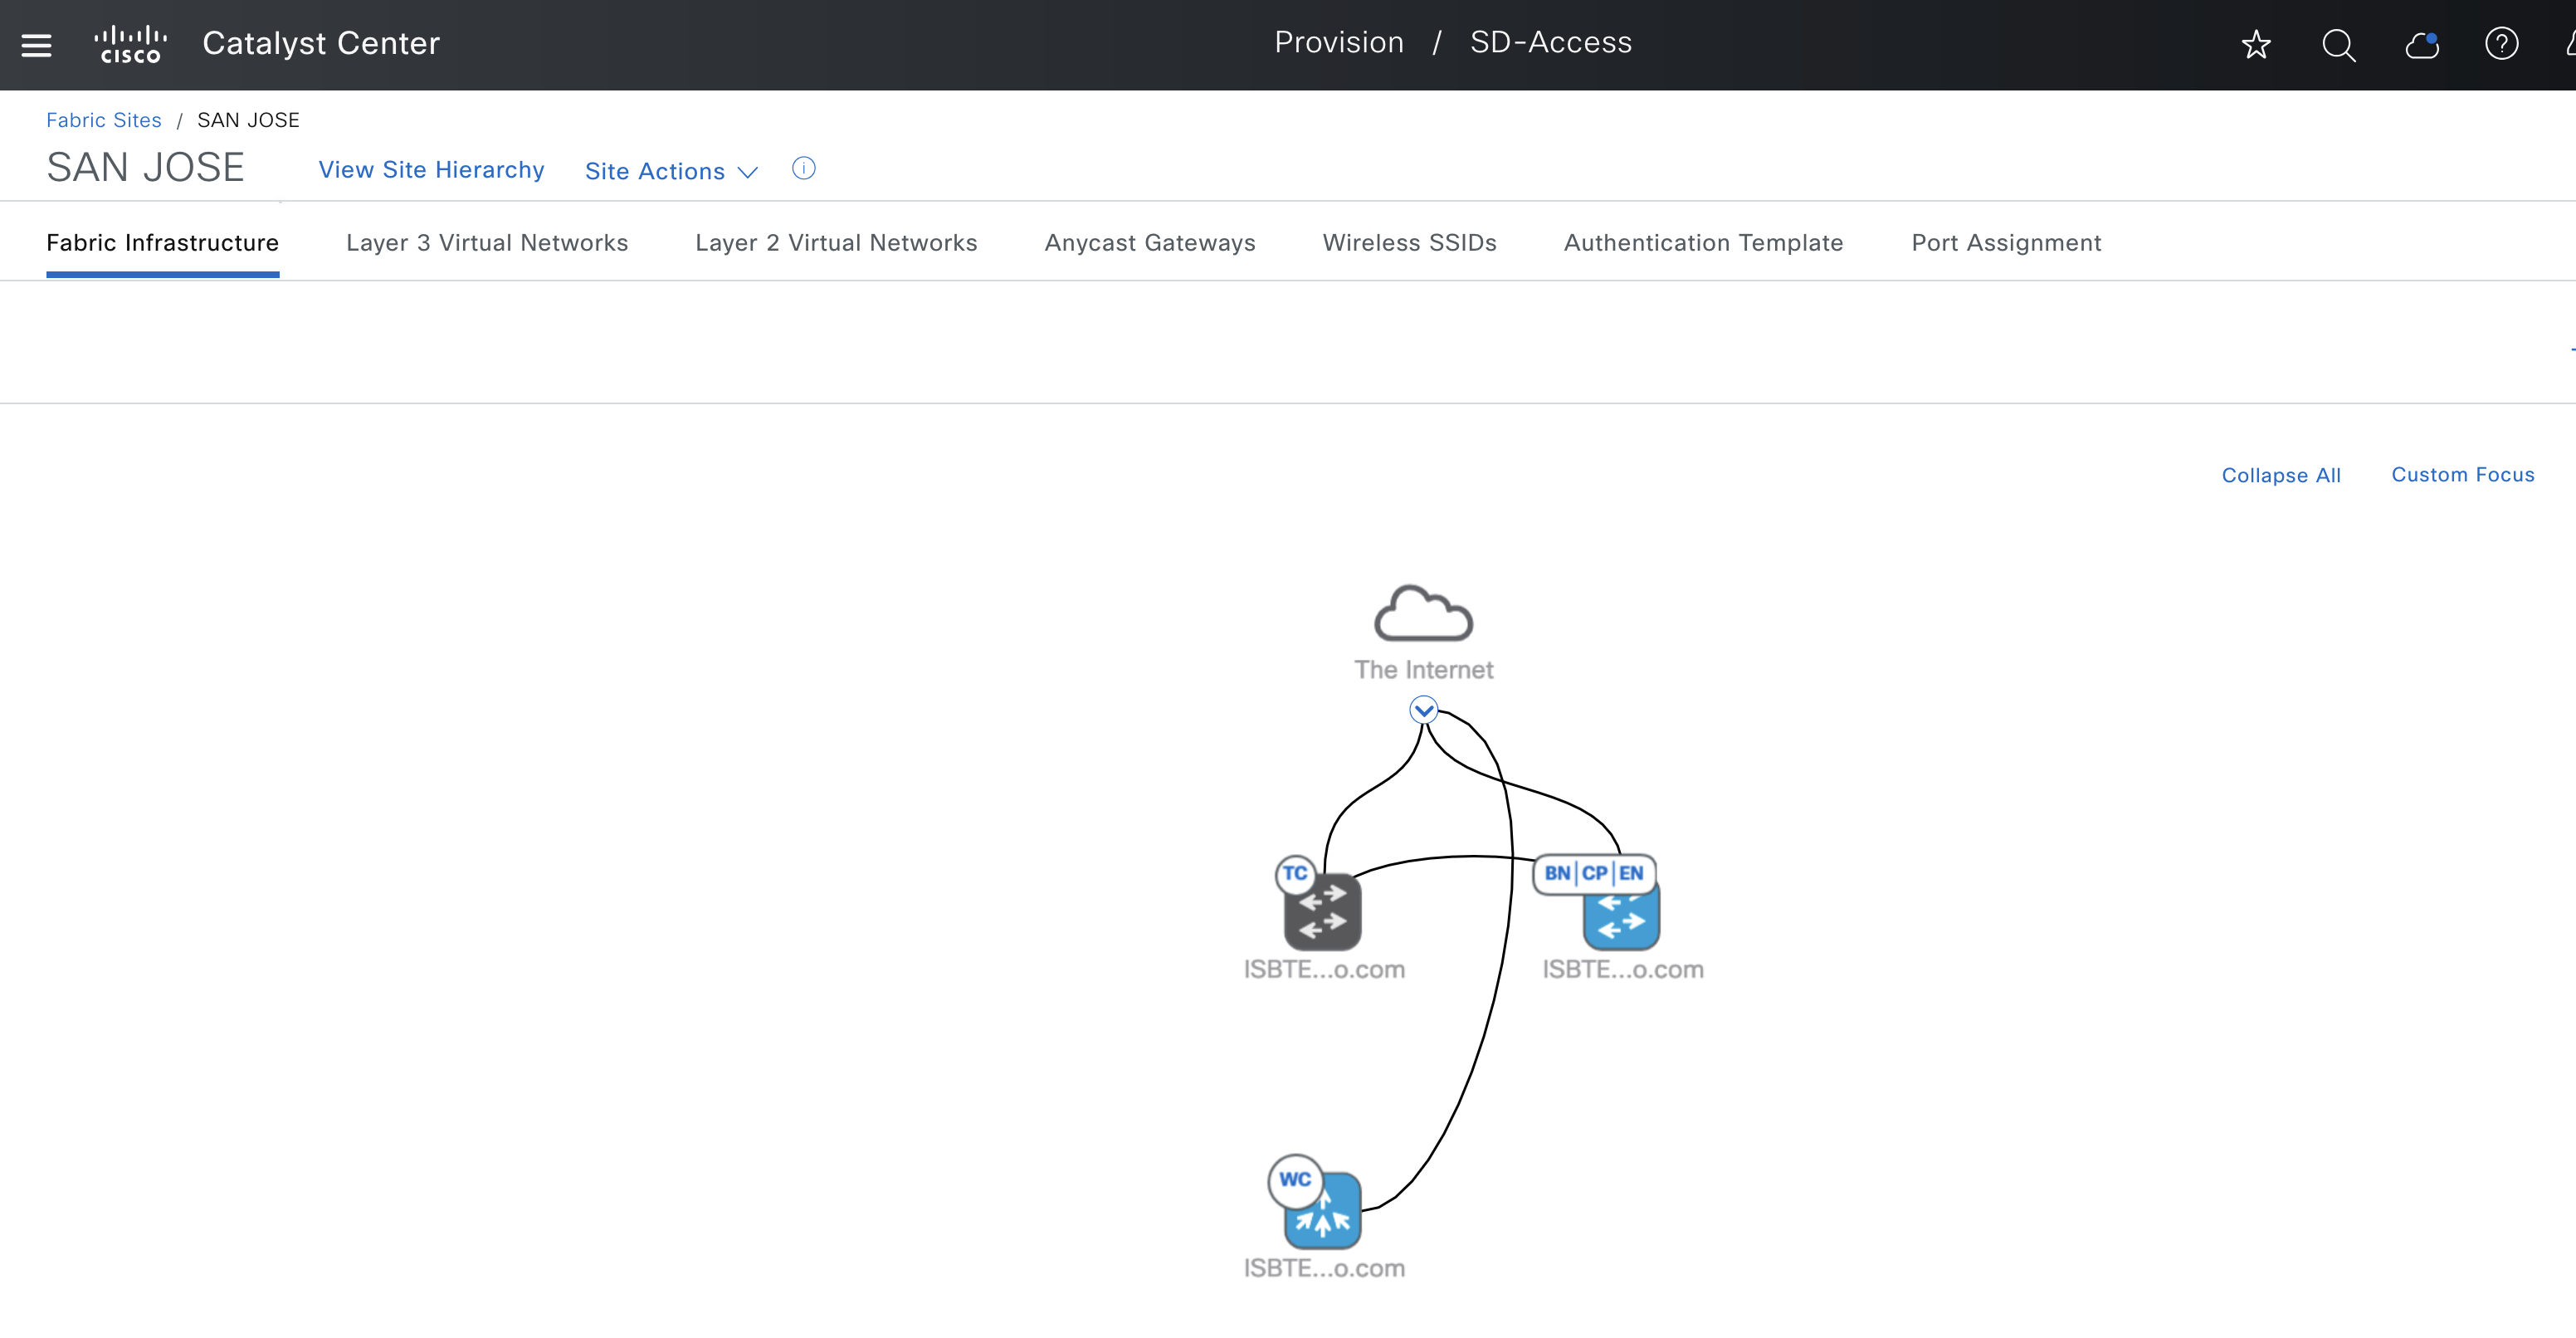 cisco Catalyst Center
Provision / SD-Access
Fabric Sites / SAN JOSE
SAN JOSE View Site Hierarchy Site Actions
Fabric Infrastructure Layer 3 Virtual Networks Layer 2 Virtual Networks Anycast Gateways Wireless SSIDs Authentication Template Port Assignment
Collapse All Custom Focus
The Internet
TC
BN|CP|EN
ISBTE...o.com
ISBTE...o.com
WC
ISBTE...o.com